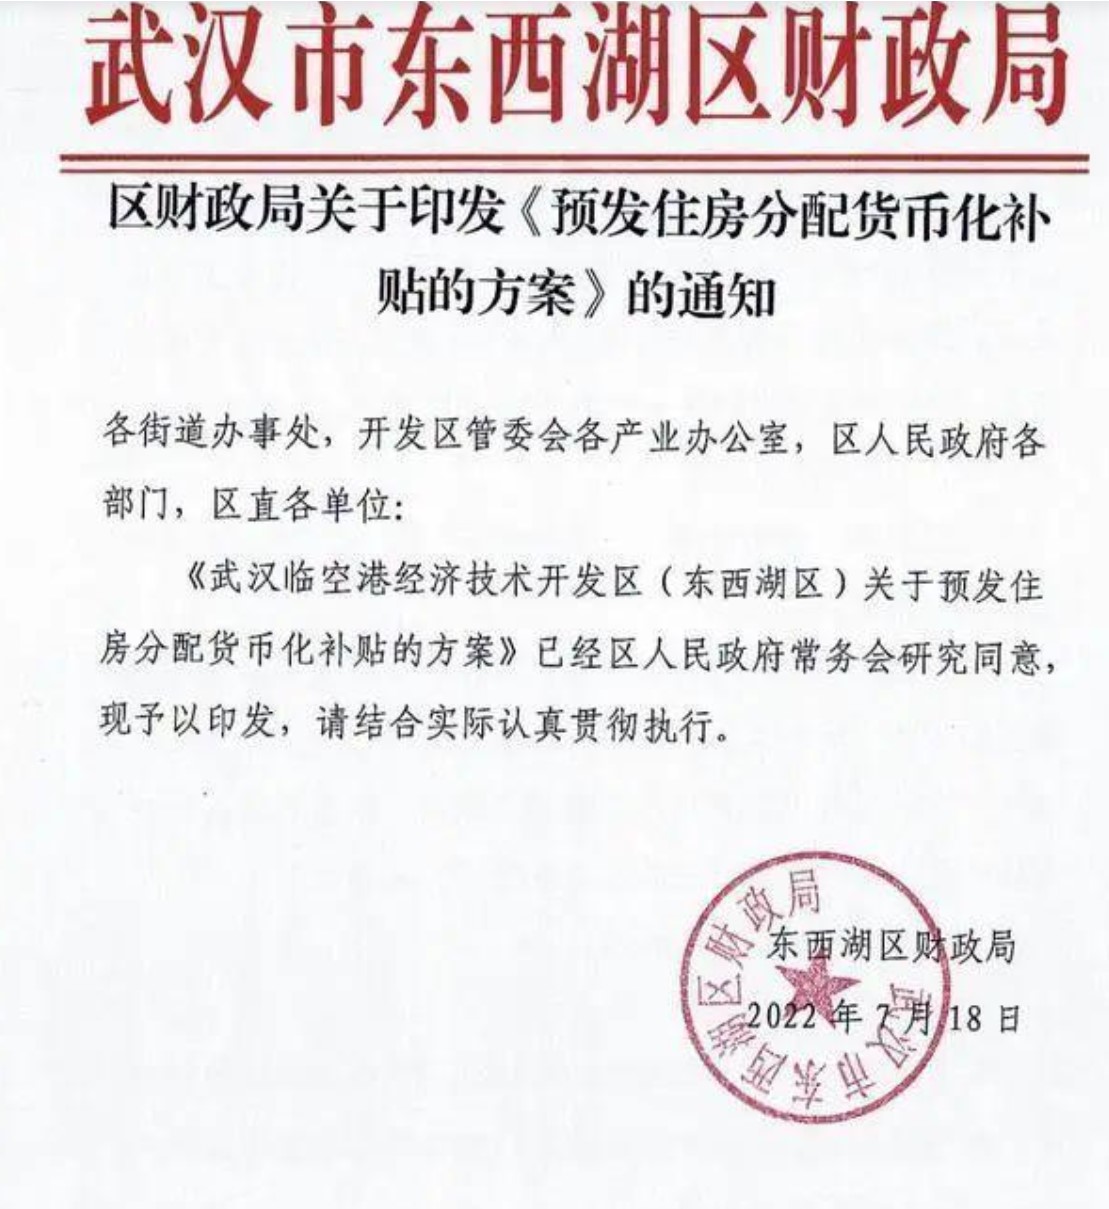 武汉市东西湖区财政局
区财政局关于印发《预发住房分配货币化补
贴的方案》的通知
各街道办事处，开发区管委会各产业办公室，区人民政府各
部门，区直各单位：
《武汉临空港经济技术开发区（东西湖区）关于预发住
房分配货币化补贴的方案》已经区人民政府常务会研究同意，
现予以印发，请结合实际认真贯彻执行。
东西湖区财政局
2022年7月18日
武汉市东西湖区财政局